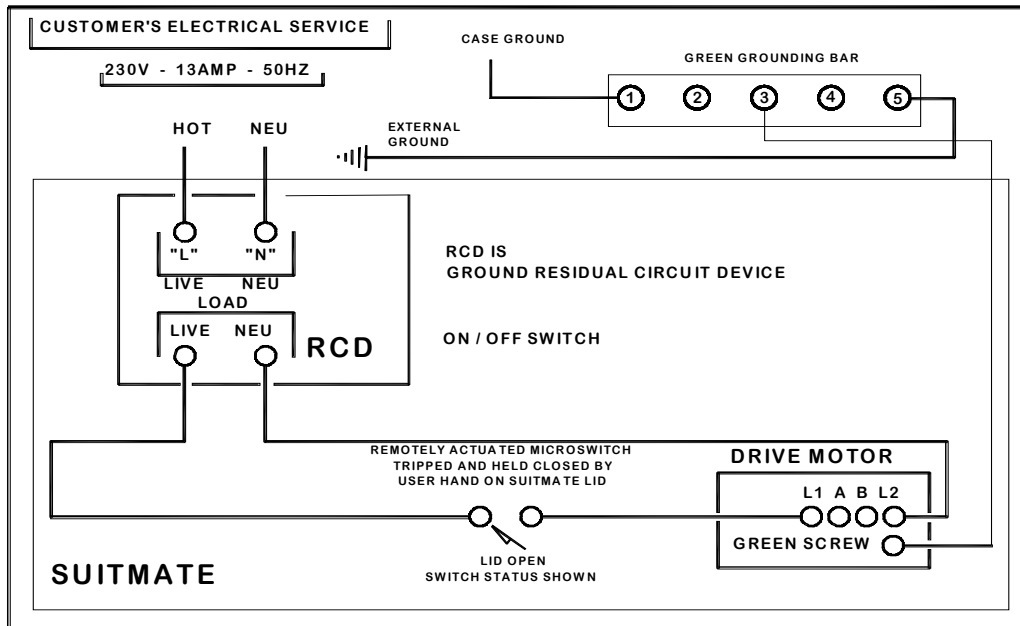 CUSTOMER'S ELECTRICAL SERVICE
230V - 13AMP - 50HZ
CASE GROUND
GREEN GROUNDING BAR
1 2 3 4 5
HOT NEU
EXTERNAL
GROUND
"L" "N"
LIVE NEU
LOAD
LIVE NEU
RCD
RCD IS
GROUND RESIDUAL CIRCUIT DEVICE
ON / OFF SWITCH
REMOTELY ACTUATED MICROSWITCH
TRIPPED AND HELD CLOSED BY
USER HAND ON SUITMATE LID
DRIVE MOTOR
L1 A B L2
GREEN SCREW
LID OPEN
SWITCH STATUS SHOWN
SUITMATE